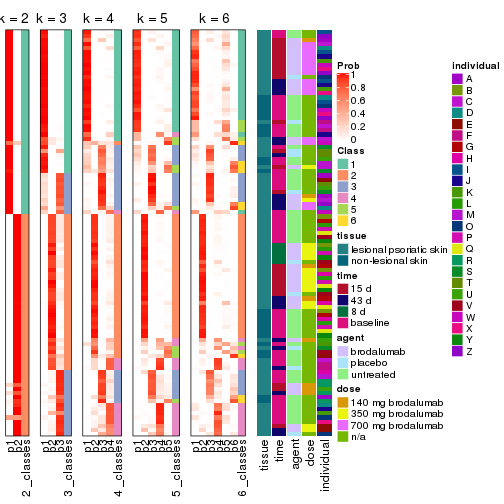 k = 2
k = 3
k = 4
k = 5
k = 6
p1
p2
2_classes
p1
p2
p3
3_classes
p1
p2
p3
p4
4_classes
p1
p2
p3
p4
p5
5_classes
p1
p2
p3
p4
p5
p6
6_classes
tissue
time
agent
dose
individual
Prob
1
0.8
0.6
0.4
0.2
0
Class
1
2
3
4
5
6
tissue
lesional psoriatic skin
non-lesional skin
time
15 d
43 d
8 d
baseline
agent
brodalumab
placebo
untreated
dose
140 mg brodalumab
350 mg brodalumab
700 mg brodalumab
n/a
individual
A
B
C
D
E
F
G
H
I
J
K
L
M
O
P
Q
R
S
T
U
V
W
X
Y
Z